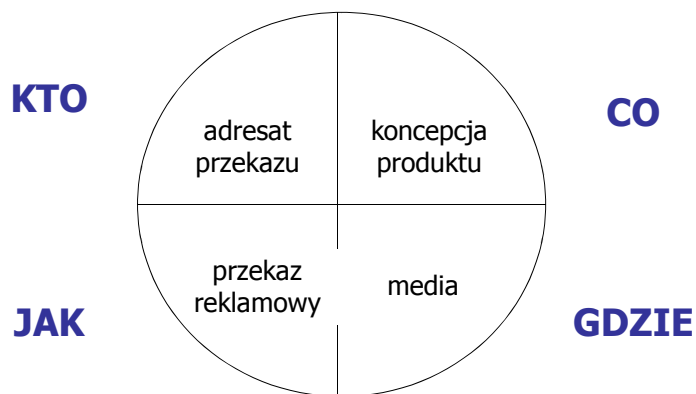 KTO
CO
adresat
przekazu
koncepcja
produktu
przekaz
reklamowy
media
JAK
GDZIE